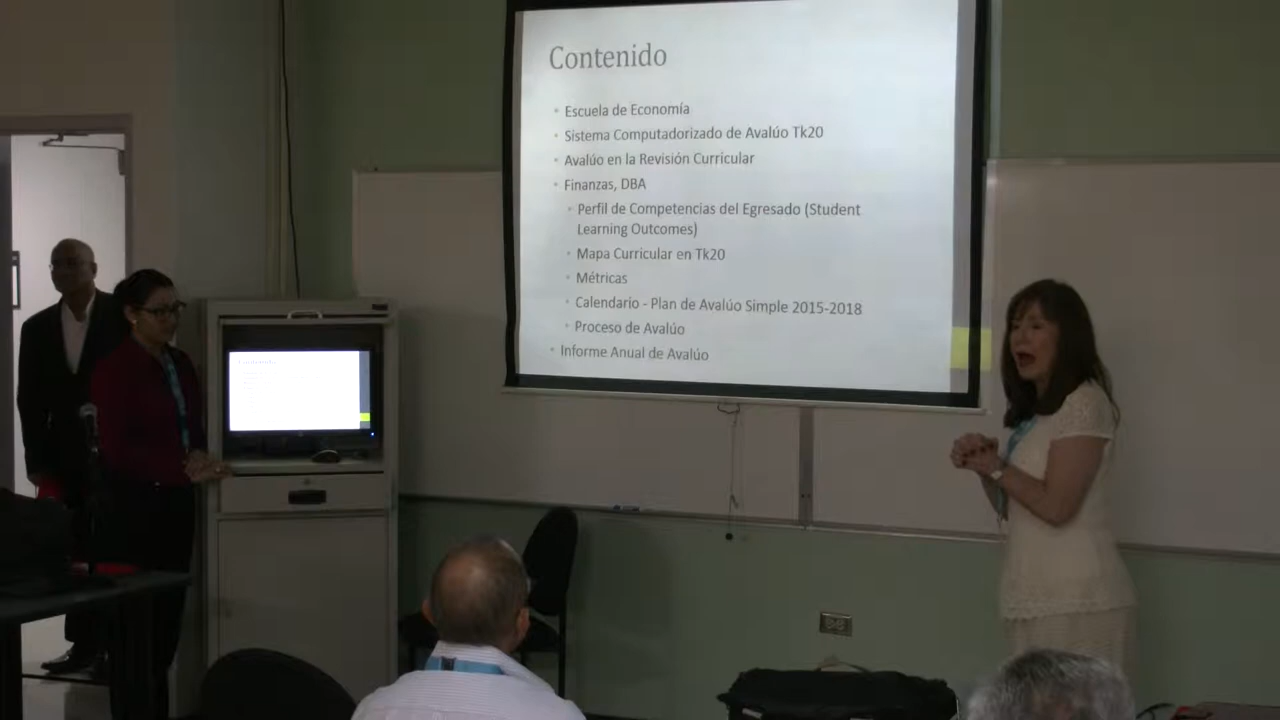 Contenido
Escuela de Economía
Sistema Computadorizado de Avalúo Tk20
Avalúo en la Revisión Curricular
Finanzas, DBA
Perfil de Competencias del Egresado (Student
Learning Outcomes)
Mapa Curricular en Tk20
Métricas
Calendario - Plan de Avalúo Simple 2015-2018
Proceso de Avalúo
Informe Anual de Avalúo